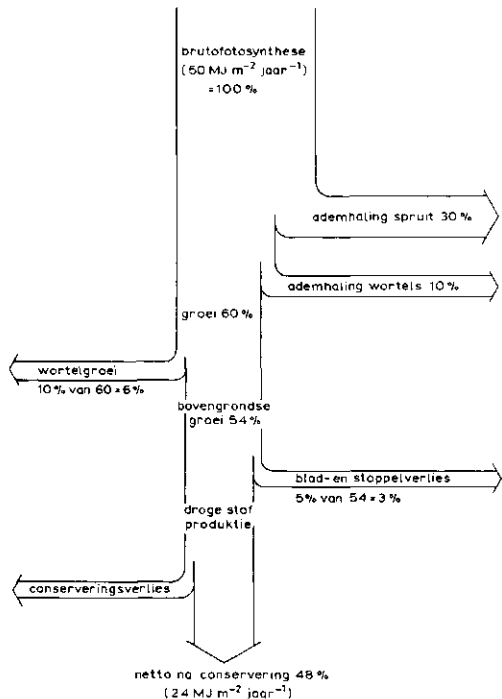 brutofotosynthese
(50 MJ m⁻² jaar⁻¹)
=100 %
ademhaling spruit 30 %
ademhaling wortels 10 %
groei 60 %
wortelgroei
10 % van 60 = 6 %
bovengrondse
groei 54 %
blad- en stoppelverlies
5 % van 54 = 3 %
droge stof
produktie
conserveringsverlies
netto na conservering 48 %
(24 MJ m⁻² jaar⁻¹)